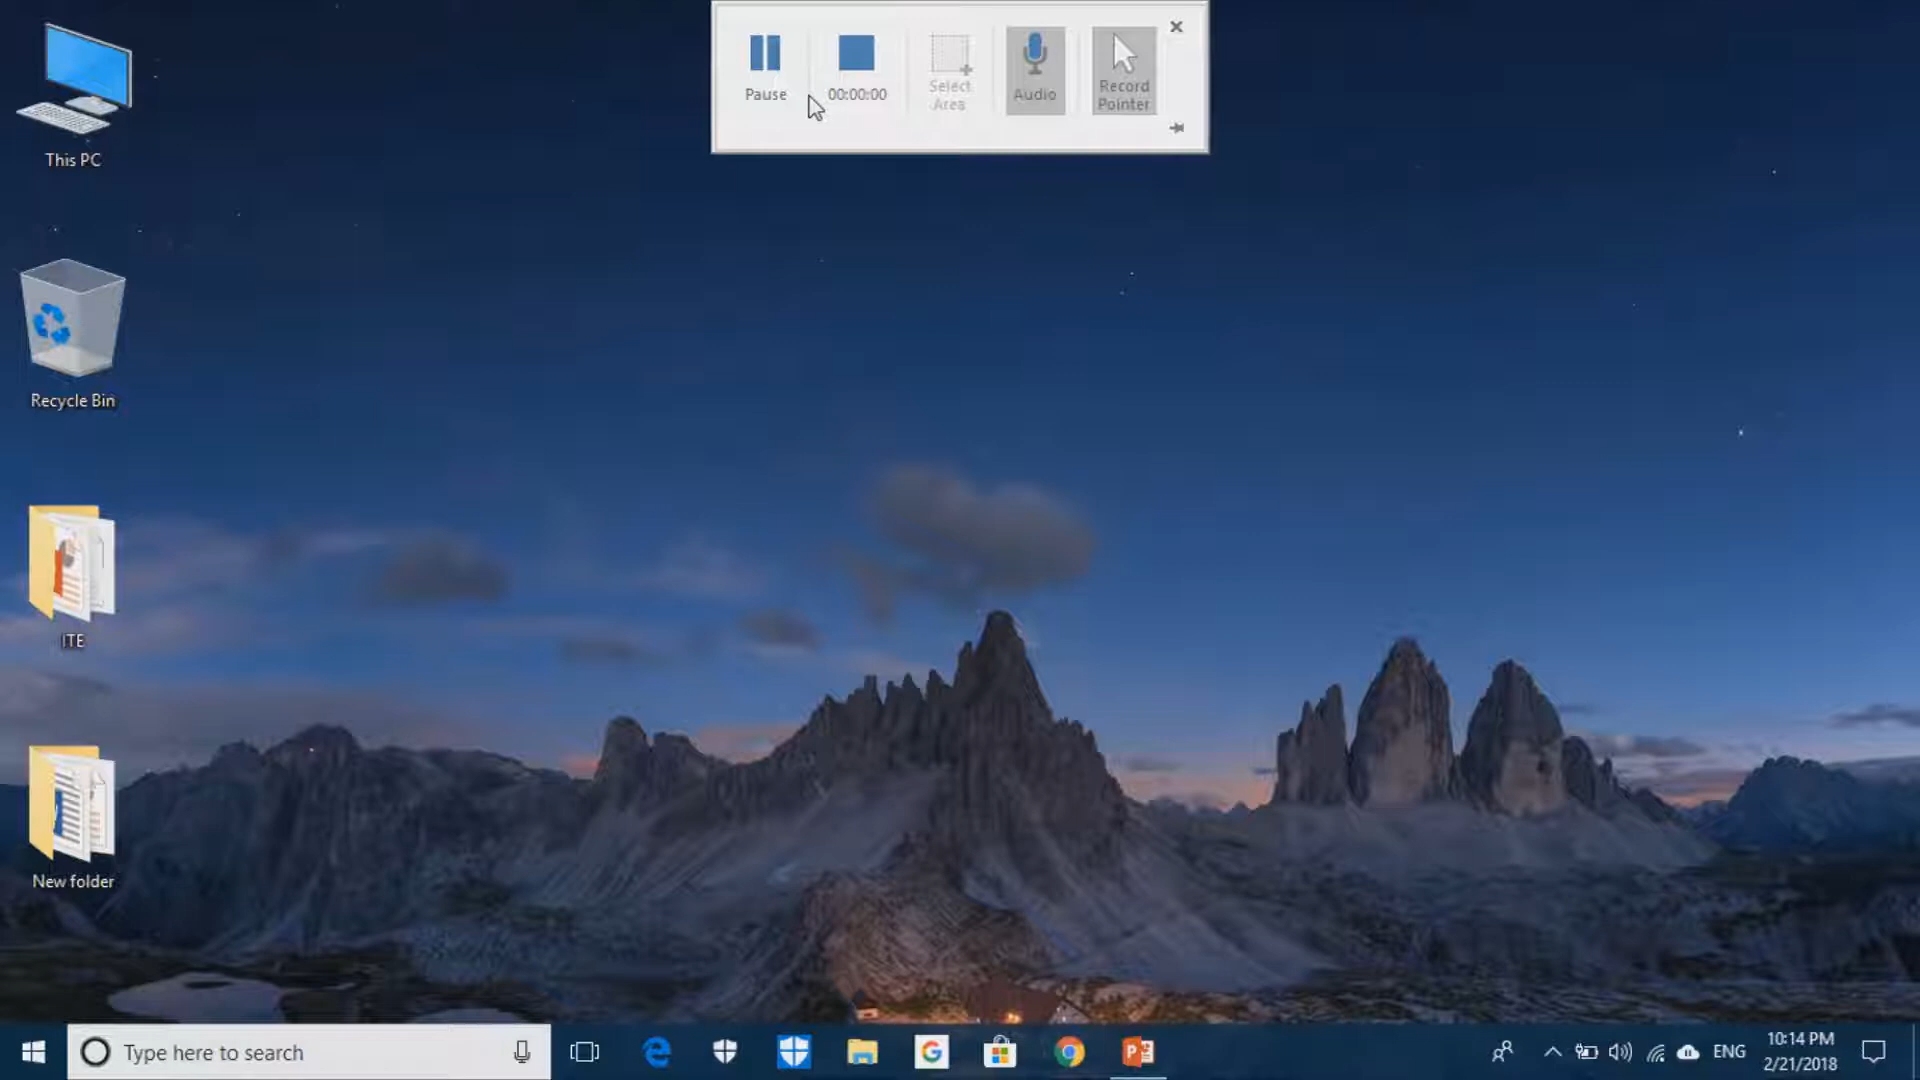 Pause
00:00:00
Select
Area
Audio
Record
Pointer
This PC
Recycle Bin
ITE
New folder
Type here to search
ENG
10:14 PM
2/21/2018